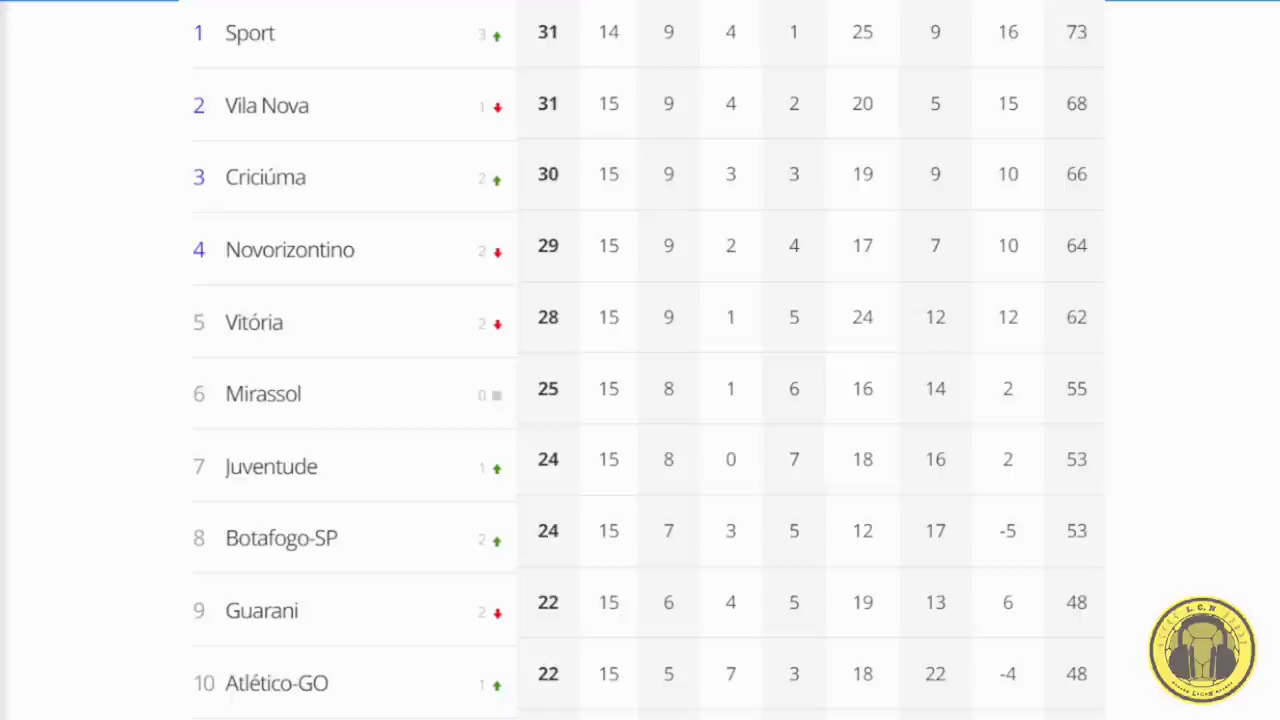 1 Sport 3 31 14 9 4 1 25 9 16 73
2 Vila Nova 1 31 15 9 4 2 20 5 15 68
3 Criciúma 2 30 15 9 3 3 19 9 10 66
4 Novorizontino 2 29 15 9 2 4 17 7 10 64
5 Vitória 2 28 15 9 1 5 24 12 12 62
6 Mirassol 0 25 15 8 1 6 16 14 2 55
7 Juventude 1 24 15 8 0 7 18 16 2 53
8 Botafogo-SP 2 24 15 7 3 5 12 17 -5 53
9 Guarani 2 22 15 6 4 5 19 13 6 48
10 Atlético-GO 1 22 15 5 7 3 18 22 -4 48
L.C.N